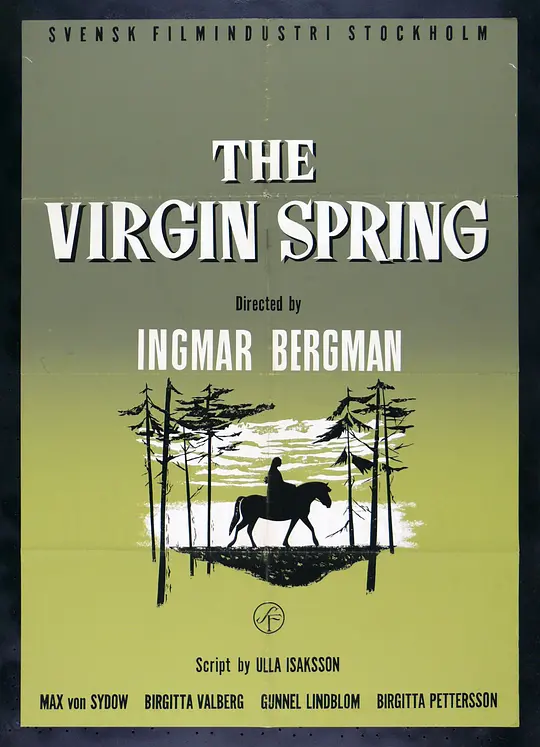 SVENSK FILMINDUSTRI STOCKHOLM
THE
VIRGIN SPRING
Directed by
INGMAR BERGMAN
SF
Script by ULLA ISAKSSON
MAX von SYDOW BIRGITTA VALBERG GUNNEL LINDBLOM BIRGITTA PETTERSSON